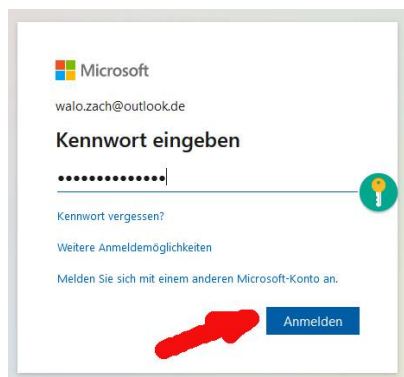 Microsoft
walo.zach@outlook.de
Kennwort eingeben
Kennwort vergessen?
Weitere Anmeldemöglichkeiten
Melden Sie sich mit einem anderen Microsoft-Konto an.
Anmelden